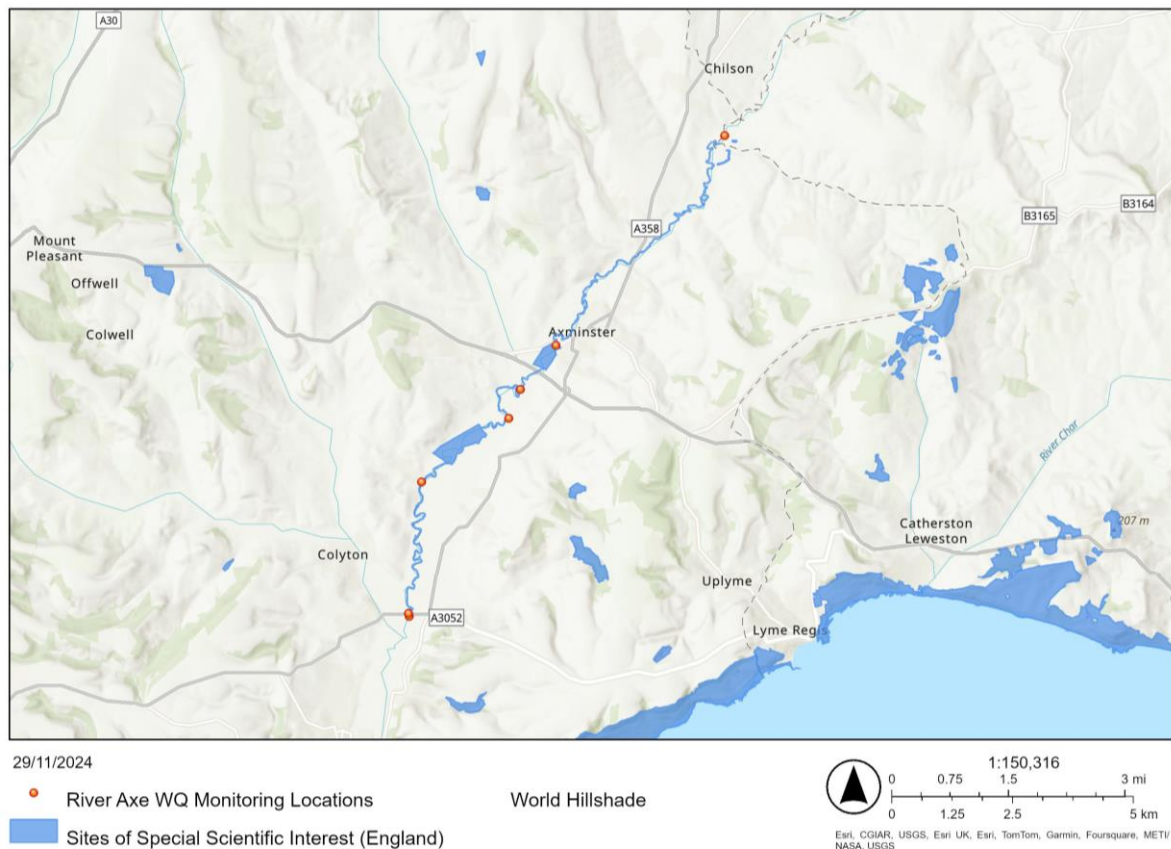 A30
Chilson
B3164
B3165
A358
Mount
Pleasant
Offwell
Colwell
Axminster
River Char
207 m
Catherston
Leweston
Colyton
Uplyme
A3052
Lyme Regis
29/11/2024
River Axe WQ Monitoring Locations
World Hillshade
Sites of Special Scientific Interest (England)
1:150,316
0 0.75 1.5 3 mi
0 1.25 2.5 5 km
Esri, CGIAR, USGS, Esri UK, Esri, TomTom, Garmin, Foursquare, METI/
NASA, USGS